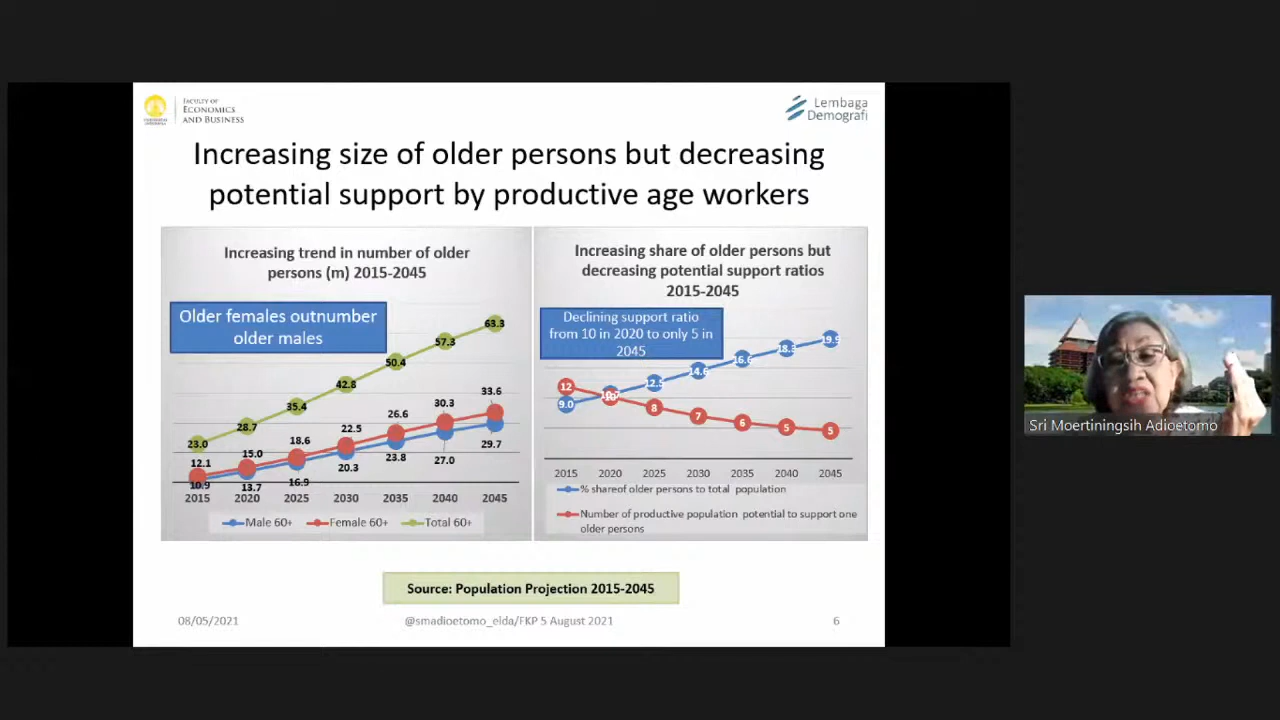 FACULTY OF
ECONOMICS
AND BUSINESS
Lembaga
Demografi
Increasing size of older persons but decreasing
potential support by productive age workers
Increasing trend in number of older
persons (m) 2015-2045
Older females outnumber
older males
63.3
57.3
50.4
42.8
35.4
28.7
23.0
33.6
30.3
26.6
22.5
18.6
15.0
12.1
29.7
27.0
23.8
20.3
16.9
13.7
10.9
2015 2020 2025 2030 2035 2040 2045
Male 60+ Female 60+ Total 60+
Increasing share of older persons but
decreasing potential support ratios
2015-2045
Declining support ratio
from 10 in 2020 to only 5 in
2045
19.9
18.3
16.6
14.6
12.5
9.0
12
10
8
7
6
5
5
2015 2020 2025 2030 2035 2040 2045
% shareof older persons to total population
Number of productive population potential to support one
older persons
Source: Population Projection 2015-2045
08/05/2021 @smadioetomo_elda/FKP 5 August 2021 6
Sri Moertiningsih Adioetomo